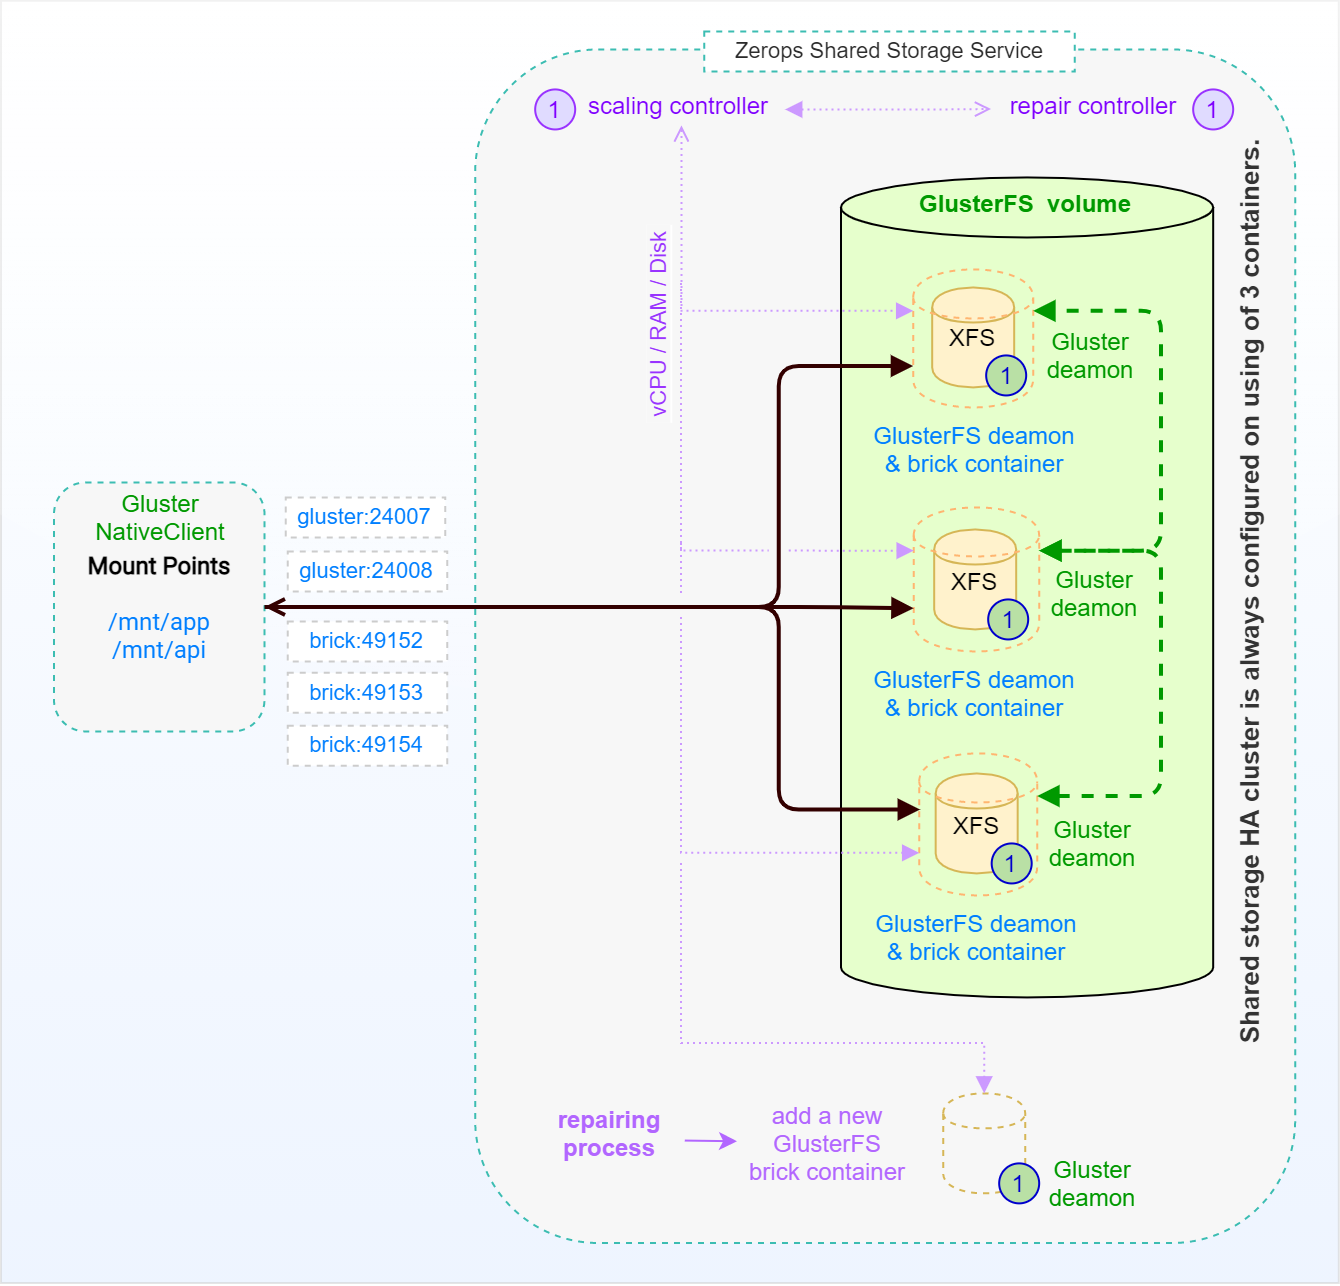 Zerops Shared Storage Service
1
scaling controller
repair controller
1
Shared storage HA cluster is always configured on using of 3 containers.
vCPU / RAM / Disk
GlusterFS volume
XFS
1
Gluster
deamon
GlusterFS deamon
& brick container
XFS
1
Gluster
deamon
GlusterFS deamon
& brick container
XFS
1
Gluster
deamon
GlusterFS deamon
& brick container
Gluster
NativeClient
Mount Points
/mnt/app
/mnt/api
gluster:24007
gluster:24008
brick:49152
brick:49153
brick:49154
repairing
process
add a new
GlusterFS
brick container
1
Gluster
deamon